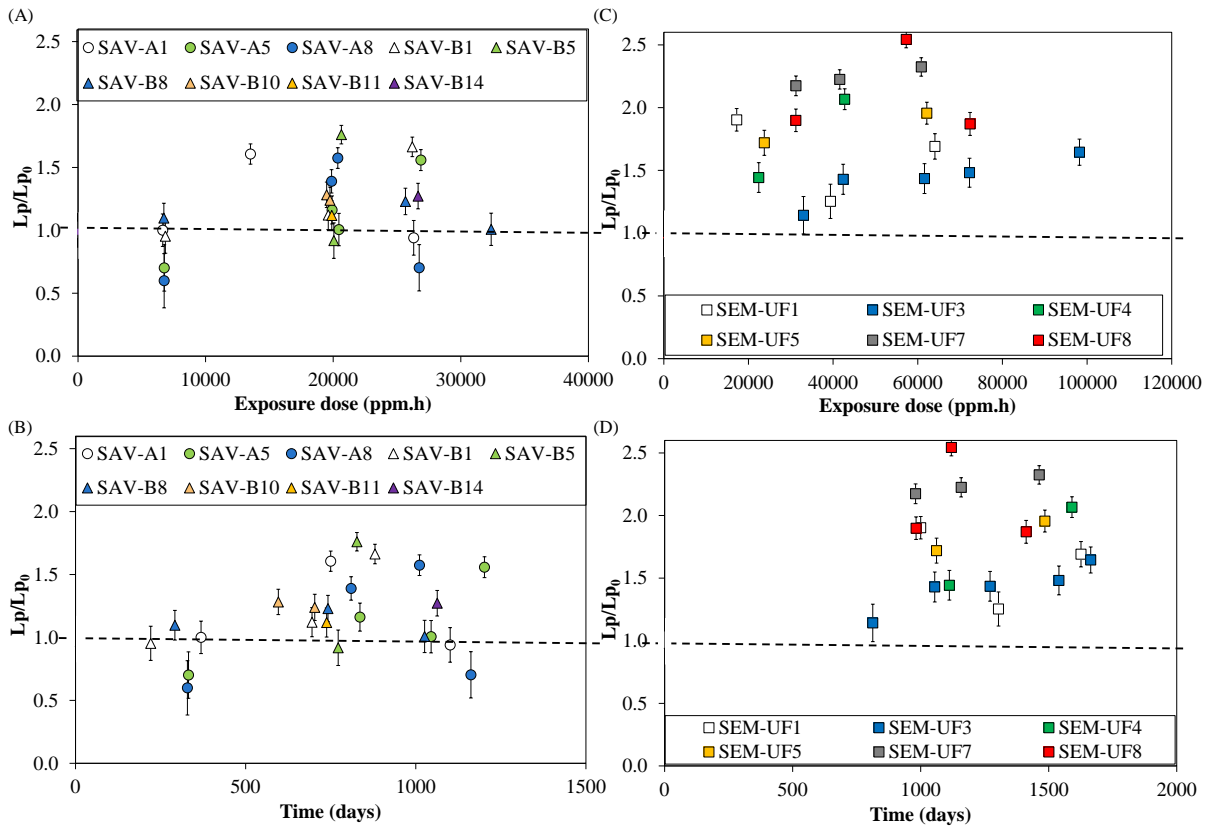 (A)
2.5
2.0
1.5
1.0
0.5
0.0
Lp/Lp0
SAV-A1 SAV-A5 SAV-A8 SAV-B1 SAV-B5
SAV-B8 SAV-B10 SAV-B11 SAV-B14
0 10000 20000 30000 40000
Exposure dose (ppm.h)
(B)
2.5
2.0
1.5
1.0
0.5
0.0
Lp/Lp0
SAV-A1 SAV-A5 SAV-A8 SAV-B1 SAV-B5
SAV-B8 SAV-B10 SAV-B11 SAV-B14
0 500 1000 1500
Time (days)
(C)
2.5
2.0
1.5
1.0
0.5
0.0
Lp/Lp0
SEM-UF1 SEM-UF3 SEM-UF4
SEM-UF5 SEM-UF7 SEM-UF8
0 20000 40000 60000 80000 100000 120000
Exposure dose (ppm.h)
(D)
2.5
2.0
1.5
1.0
0.5
0.0
Lp/Lp0
SEM-UF1 SEM-UF3 SEM-UF4
SEM-UF5 SEM-UF7 SEM-UF8
0 500 1000 1500 2000
Time (days)